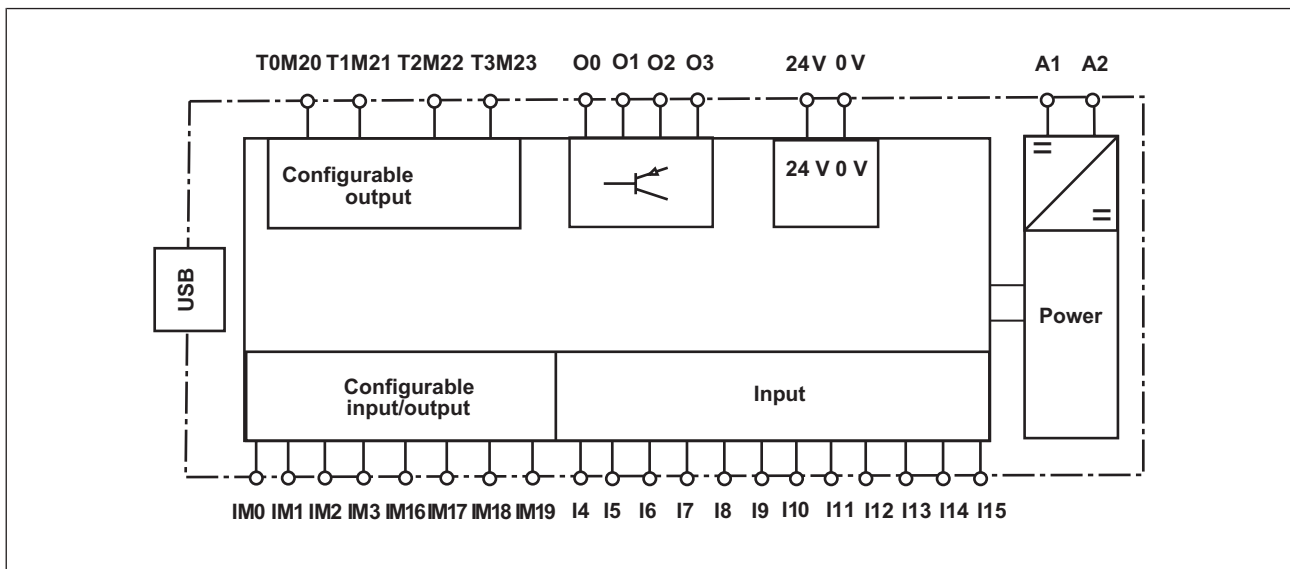 T0M20 T1M21 T2M22 T3M23 O0 O1 O2 O3 24 V 0 V A1 A2
Configurable
output
24 V 0 V
=
=
USB
Power
Configurable
input/output
Input
IM0 IM1 IM2 IM3 IM16 IM17 IM18 IM19 I4 I5 I6 I7 I8 I9 I10 I11 I12 I13 I14 I15